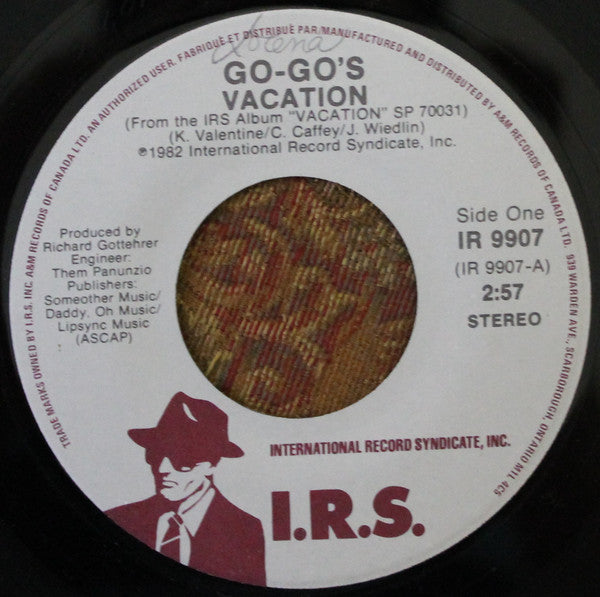 TRADE MARKS OWNED BY I.R.S. INC. A&M RECORDS OF CANADA LTD. AN AUTHORIZED USER. FABRIQUÉ ET DISTRIBUÉ PAR/MANUFACTURED AND DISTRIBUTED BY A&M RECORDS OF CANADA LTD. 939 WARDEN AVE., SCARBOROUGH, ONTARIO M1L 4C5
GO-GO'S
VACATION
(From the IRS Album "VACATION" SP 70031)
(K. Valentine/C. Caffey/J. Wiedlin)
℗1982 International Record Syndicate, Inc.
Produced by
Richard Gottehrer
Engineer:
Them Panunzio
Publishers:
Someother Music/
Daddy. Oh Music/
Lipsync Music
(ASCAP)
Side One
IR 9907
(IR 9907-A)
2:57
STEREO
INTERNATIONAL RECORD SYNDICATE, INC.
I.R.S.